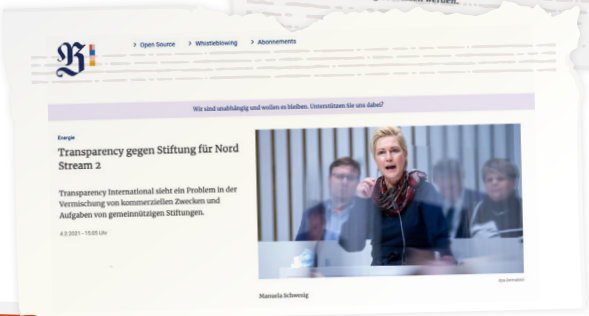 werden.
B
> Open Source > Whistleblowing > Abonnements
Wir sind unabhängig und wollen es bleiben. Unterstützen Sie uns dabei?
Energie
Transparency gegen Stiftung für Nord
Stream 2
Transparency International sieht ein Problem in der
Vermischung von kommerziellen Zwecken und
Aufgaben von gemeinnützigen Stiftungen.
4.2.2021 - 15:05 Uhr
Manuela Schwesig